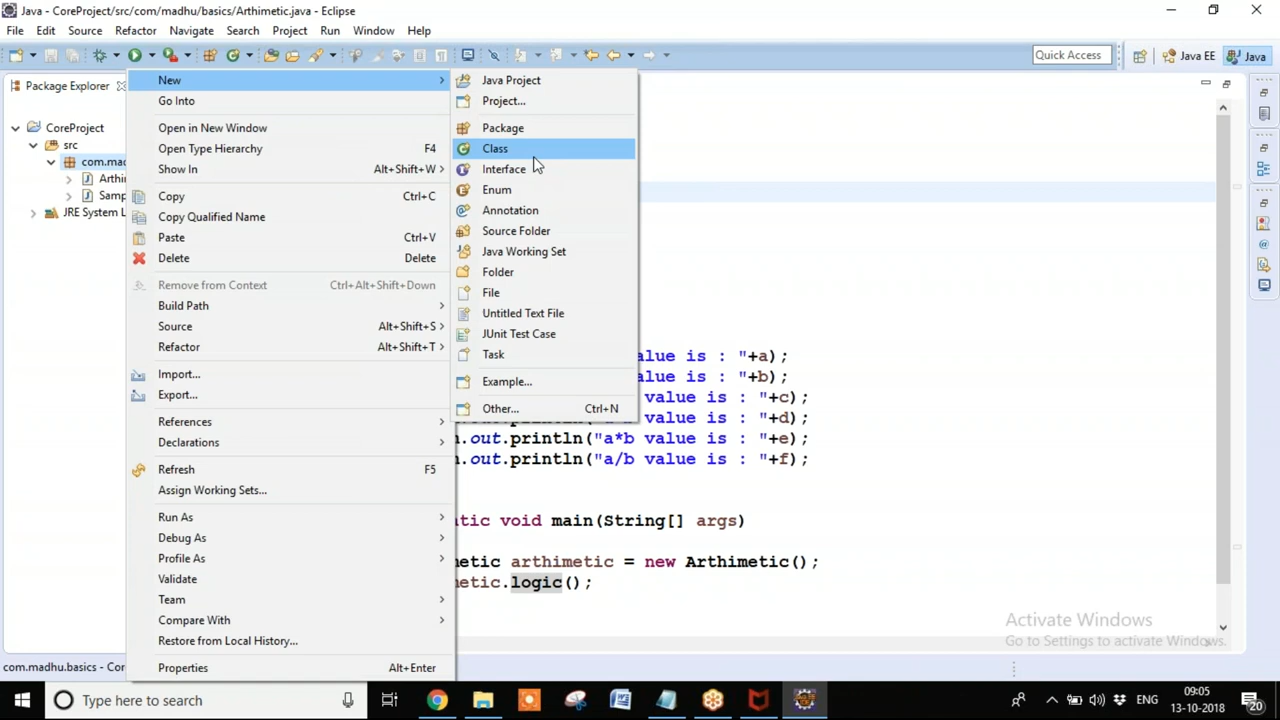 Java - CoreProject/src/com/madhu/basics/Arthimetic.java - Eclipse
File Edit Source Refactor Navigate Search Project Run Window Help
Quick Access
Java EE
Java
Package Explorer
CoreProject
src
com.mad
Arthi
Samp
JRE System L
New
Go Into
Open in New Window
Open Type Hierarchy F4
Show In Alt+Shift+W
Copy Ctrl+C
Copy Qualified Name
Paste Ctrl+V
Delete Delete
Remove from Context Ctrl+Alt+Shift+Down
Build Path
Source Alt+Shift+S
Refactor Alt+Shift+T
Import...
Export...
References
Declarations
Refresh F5
Assign Working Sets...
Run As
Debug As
Profile As
Validate
Team
Compare With
Restore from Local History...
Properties Alt+Enter
Java Project
Project...
Package
Class
Interface
Enum
Annotation
Source Folder
Java Working Set
Folder
File
Untitled Text File
JUnit Test Case
Task
Example...
Other... Ctrl+N
alue is : "+a);
alue is : "+b);
value is : "+c);
value is : "+d);
.out.println("a*b value is : "+e);
.out.println("a/b value is : "+f);
tic void main(String[] args)
metic arthimetic = new Arthimetic();
metic.logic();
Activate Windows
Go to Settings to activate Windows.
com.madhu.basics - Cor
Type here to search
ENG
09:05
13-10-2018
20